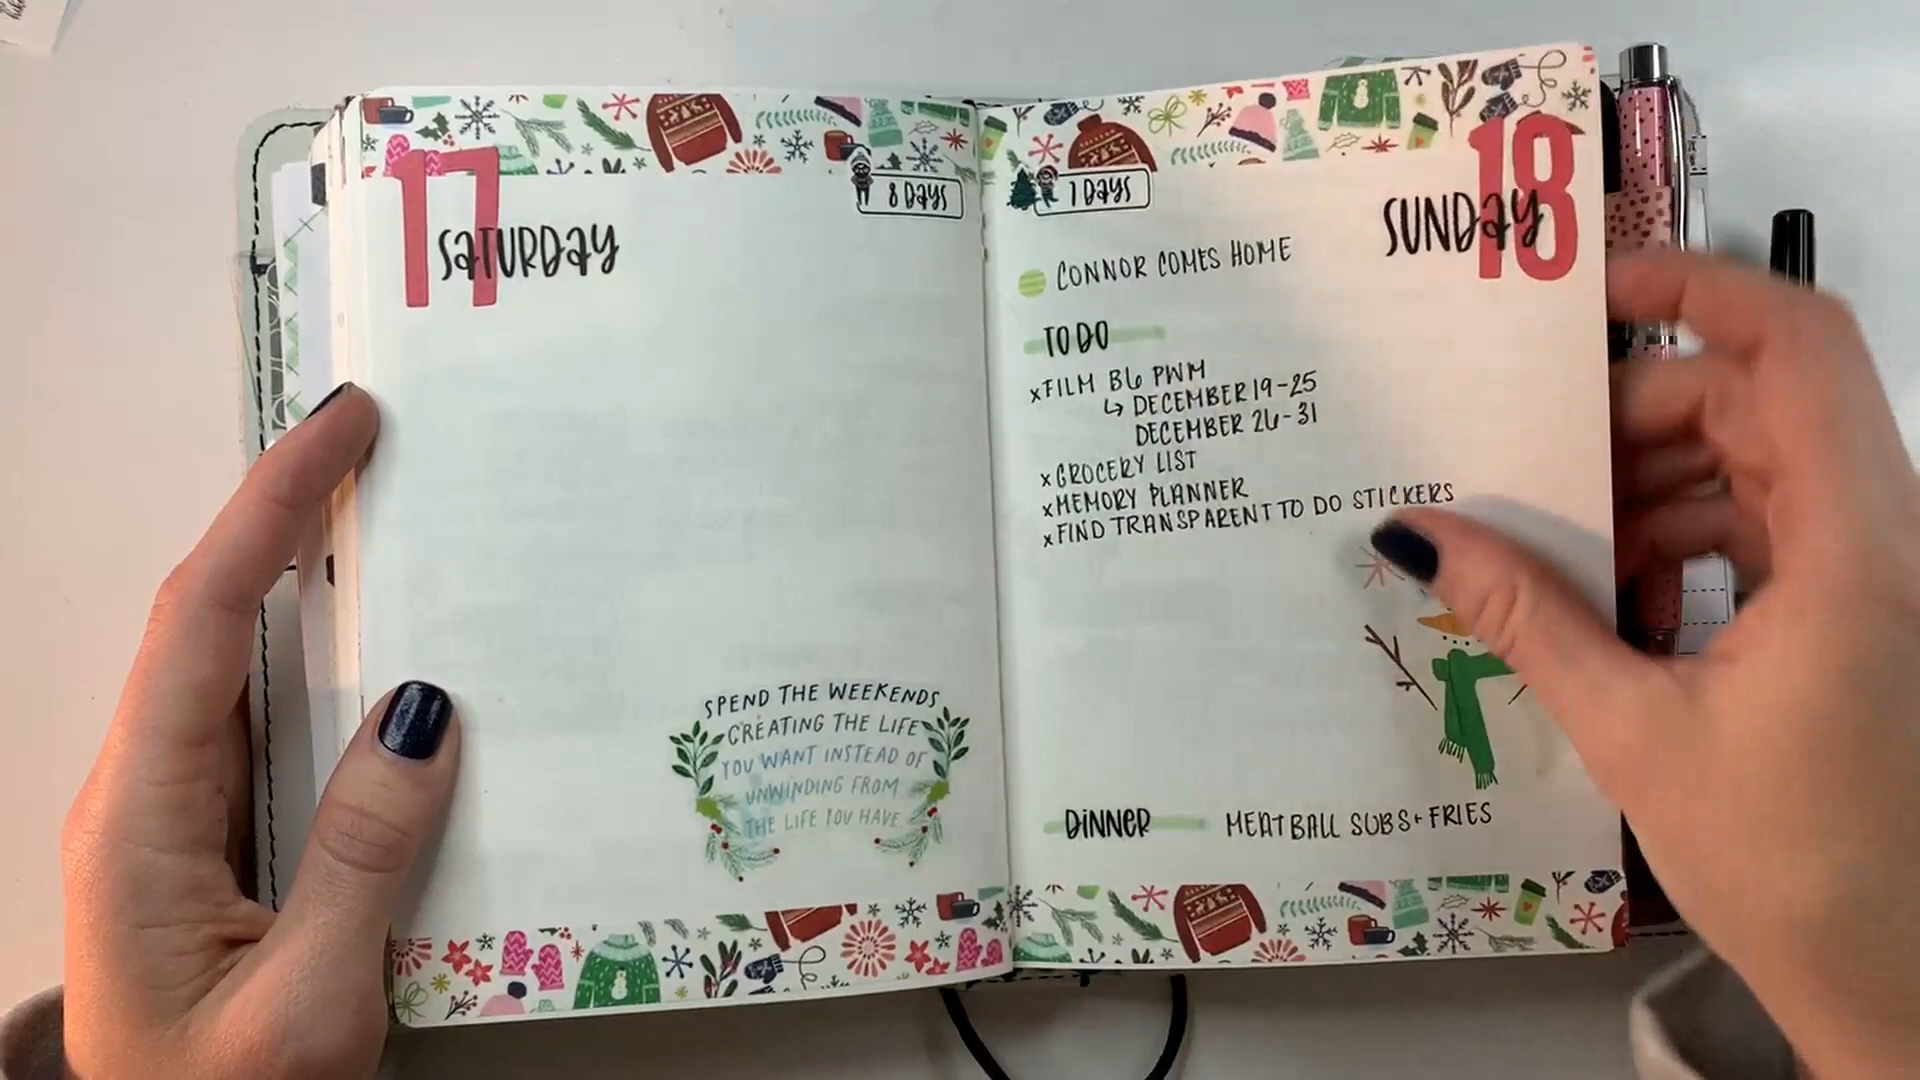 17
SATURDAY
8 DAYS
SPEND THE WEEKENDS
CREATING THE LIFE
YOU WANT INSTEAD OF
UNWINDING FROM
THE LIFE YOU HAVE
7 DAYS
18
SUNDAY
CONNOR COMES HOME
TO DO
x FILM B6 PWM
↳ DECEMBER 19-25
DECEMBER 26-31
x GROCERY LIST
x MEMORY PLANNER
x FIND TRANSPARENT TO DO STICKERS
DINNER MEATBALL SUBS + FRIES